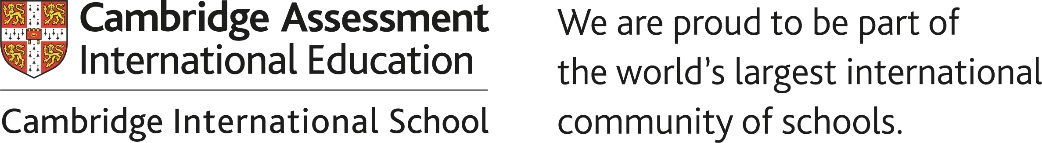 Cambridge Assessment
International Education
Cambridge International School
We are proud to be part of
the world’s largest international
community of schools.